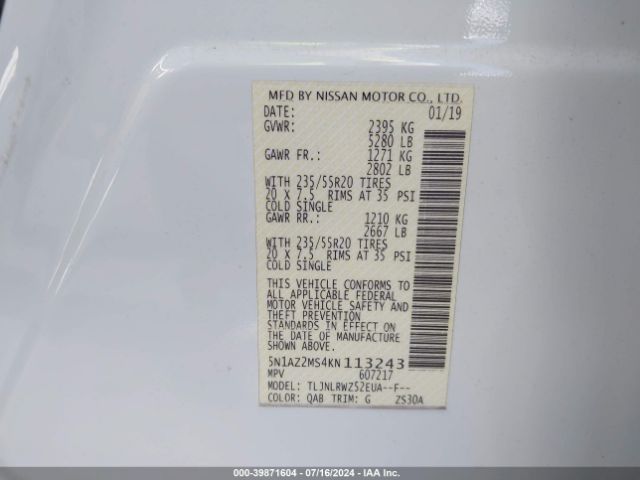 MFD BY NISSAN MOTOR CO., LTD.
DATE: 01/19
GVWR: 2395 KG
5280 LB
GAWR FR.: 1271 KG
2802 LB
WITH 235/55R20 TIRES
20 X 7.5 RIMS AT 35 PSI
COLD SINGLE
GAWR RR.: 1210 KG
2667 LB
WITH 235/55R20 TIRES
20 X 7.5 RIMS AT 35 PSI
COLD SINGLE
THIS VEHICLE CONFORMS TO
ALL APPLICABLE FEDERAL
MOTOR VEHICLE SAFETY AND
THEFT PREVENTION
STANDARDS IN EFFECT ON
THE DATE OF MANUFACTURE
SHOWN ABOVE.
5N1AZ2MS4KN113243
MPV 607217
MODEL: TLJNLRWZ52EUA--F--
COLOR: QAB TRIM: G ZS30A
000-39871604 / 07/16/2024 - IAA Inc.